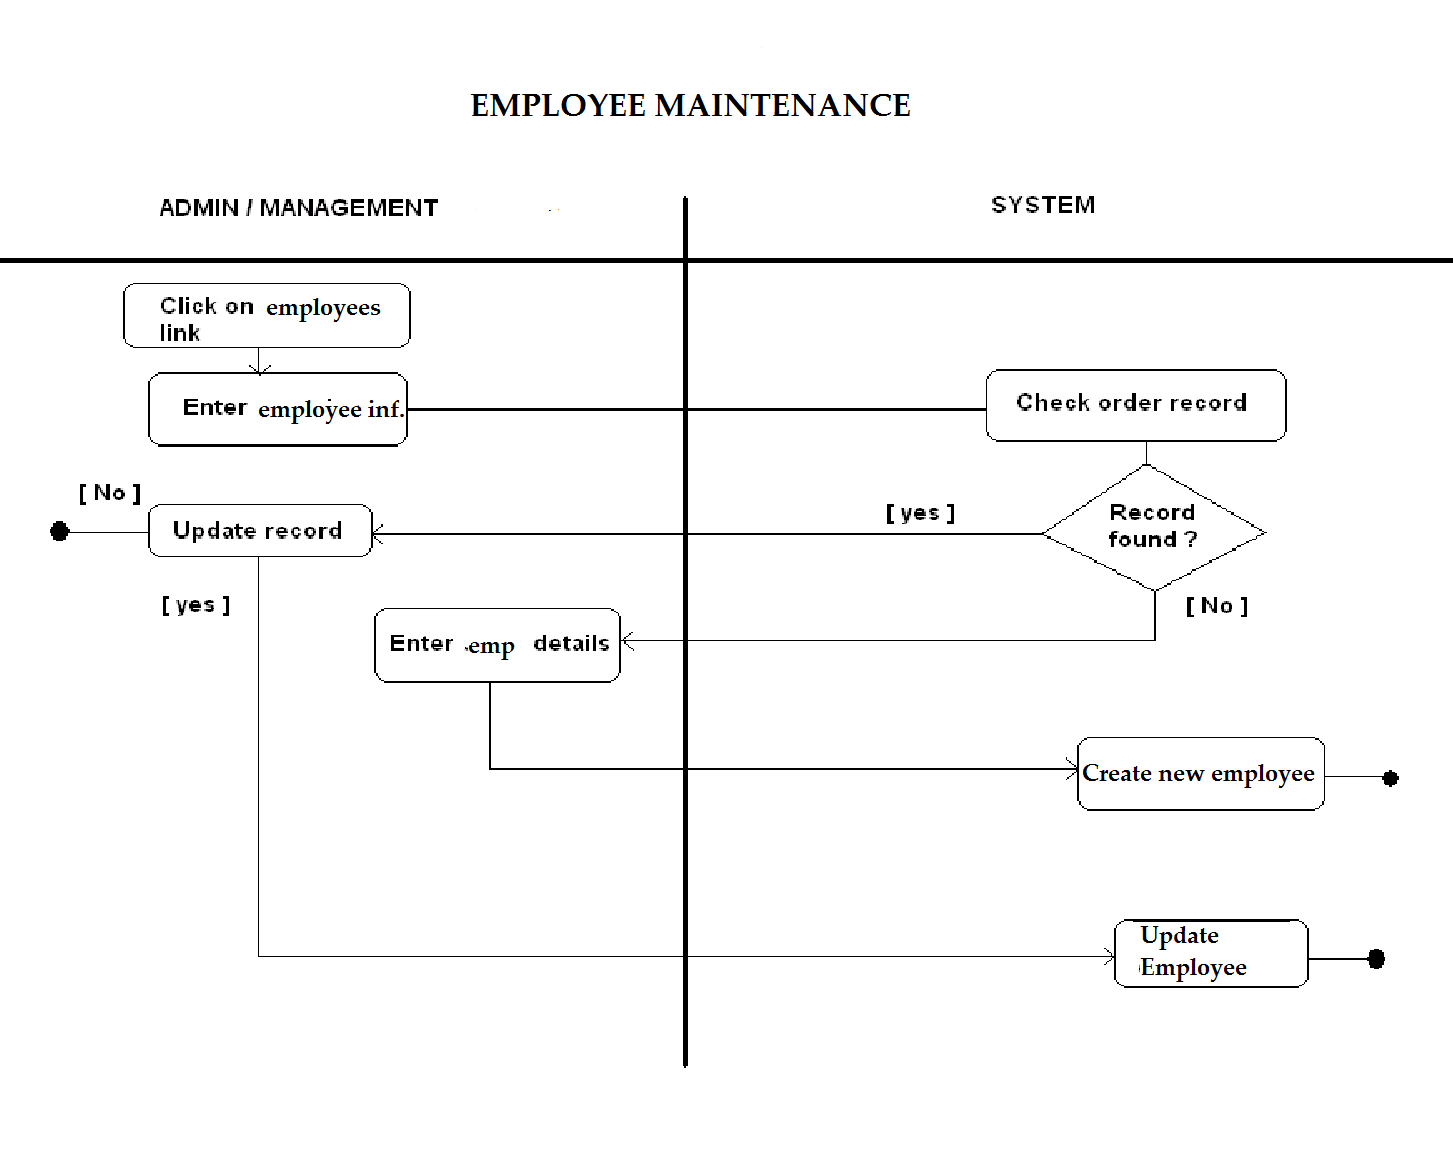 EMPLOYEE MAINTENANCE
ADMIN / MANAGEMENT
SYSTEM
Click on employees
link
Enter employee inf.
Check order record
[ No ]
Update record
[ yes ]
Record
found ?
[ yes ]
[ No ]
Enter emp details
Create new employee
Update
Employee